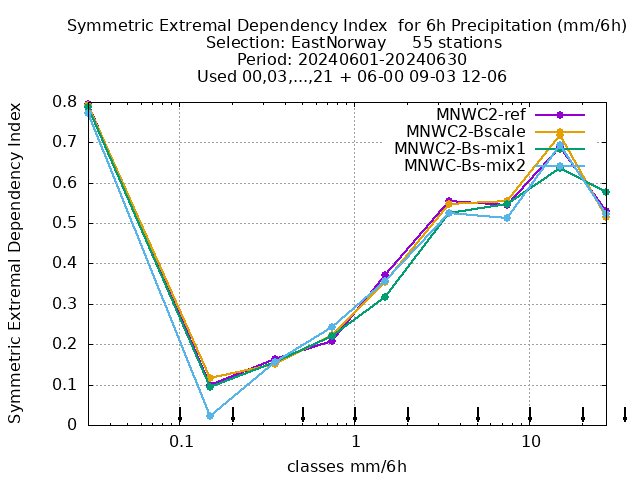 Symmetric Extremal Dependency Index  for 6h Precipitation (mm/6h)
Selection: EastNorway     55 stations
Period: 20240601-20240630
Used 00,03,...,21 + 06-00 09-03 12-06
Symmetric Extremal Dependency Index
0.8
0.7
0.6
0.5
0.4
0.3
0.2
0.1
0
MNWC2-ref
MNWC2-Bscale
MNWC2-Bs-mix1
MNWC-Bs-mix2
0.1 1 10
classes mm/6h